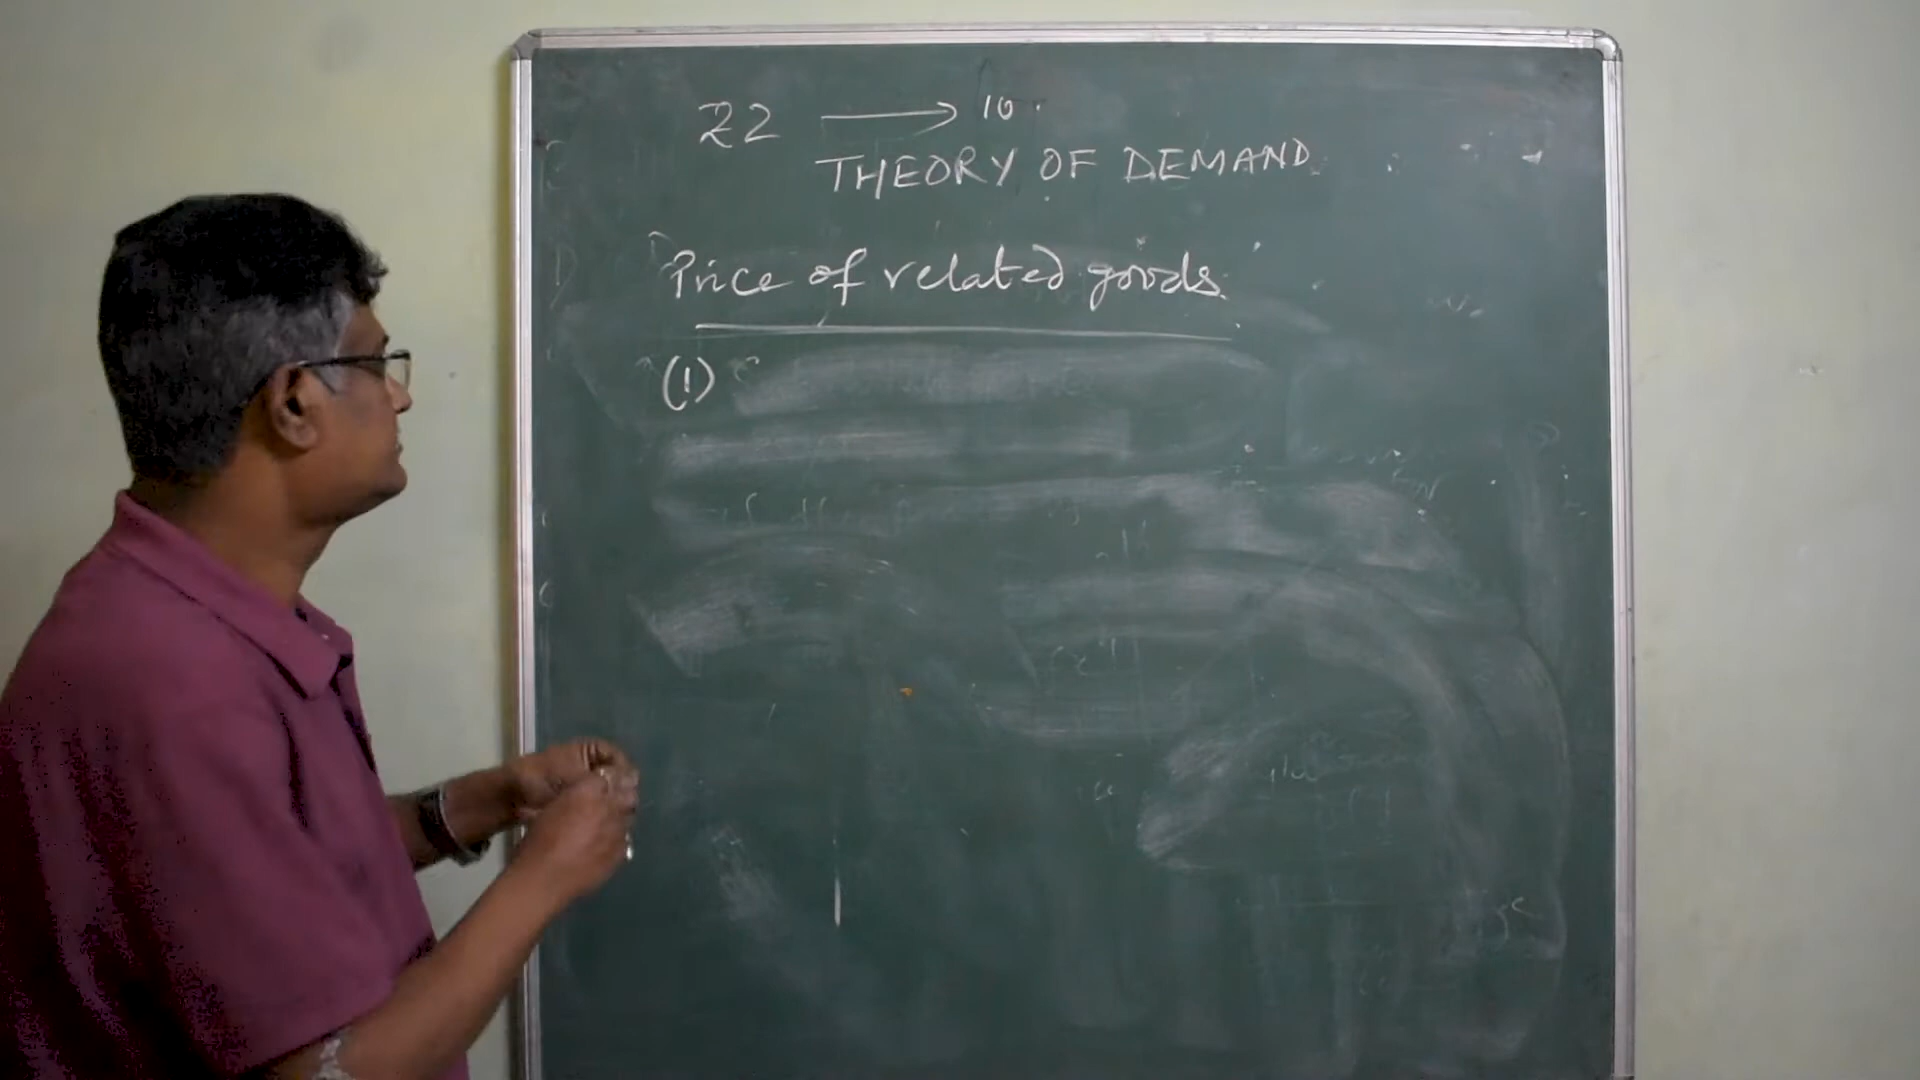 22 → 10.
THEORY OF DEMAND
Price of related goods.
(1)